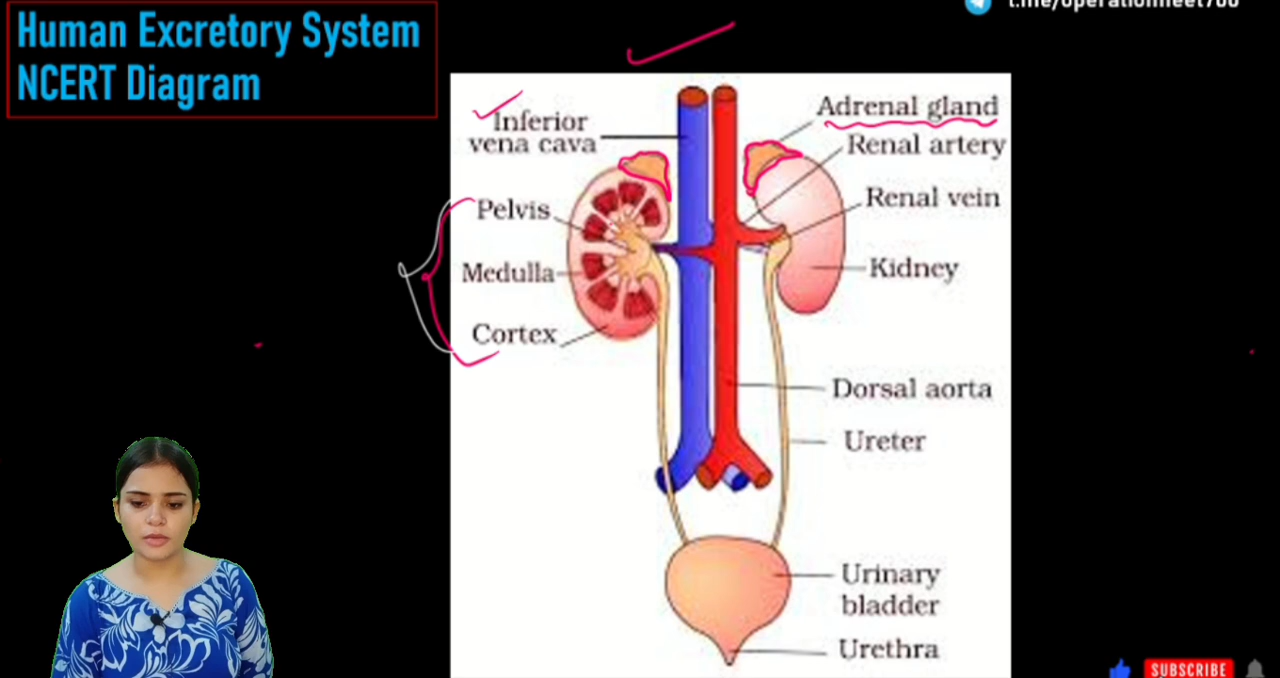 Human Excretory System
NCERT Diagram
Inferior
vena cava
Pelvis
Medulla
Cortex
Adrenal gland
Renal artery
Renal vein
Kidney
Dorsal aorta
Ureter
Urinary
bladder
Urethra
SUBSCRIBE